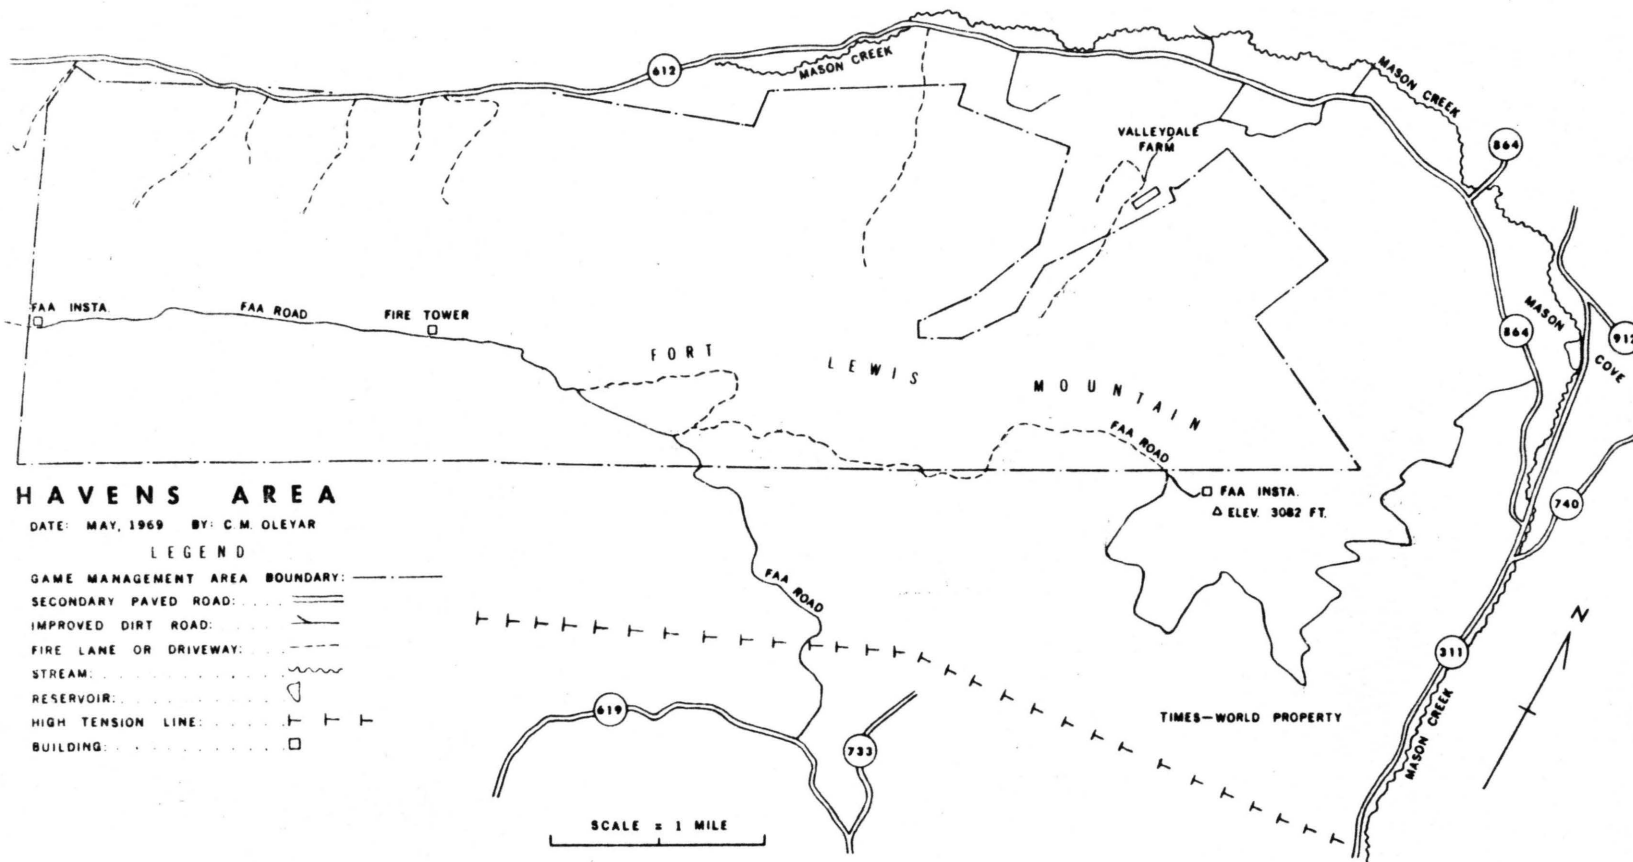 612
MASON CREEK
MASON CREEK
VALLEYDALE
FARM
864
FAA INSTA.
FAA ROAD
FIRE TOWER
FORT LEWIS MOUNTAIN
MASON COVE
864
912
FAA ROAD
FAA INSTA.
△ ELEV. 3082 FT.
740
HAVENS AREA
DATE: MAY, 1969 BY: C.M. OLEYAR
LEGEND
GAME MANAGEMENT AREA BOUNDARY:
SECONDARY PAVED ROAD: ....
IMPROVED DIRT ROAD: ......
FIRE LANE OR DRIVEWAY: ....
STREAM: ..............
RESERVOIR: ............
HIGH TENSION LINE: .......
BUILDING: .............
FAA ROAD
N
311
MASON CREEK
619
733
TIMES-WORLD PROPERTY
SCALE = 1 MILE